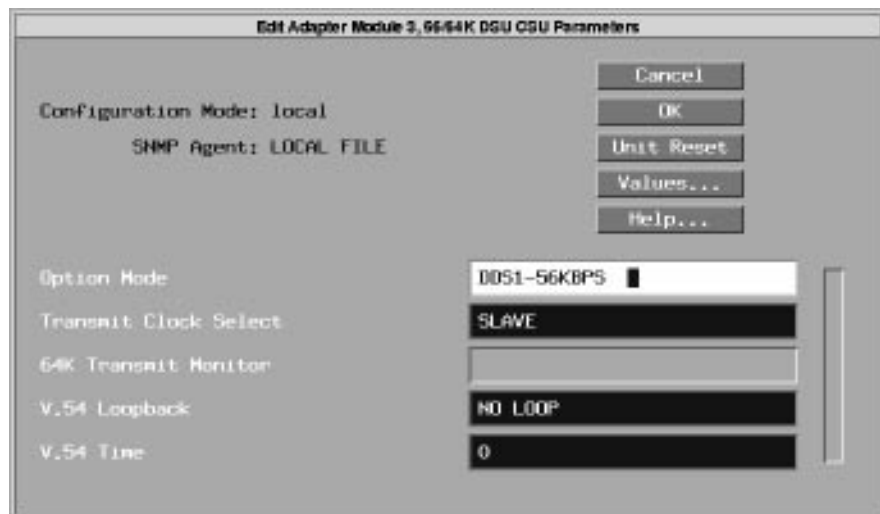 Edit Adapter Module 3, 56/64K DSU CSU Parameters
Cancel
Configuration Mode: local
OK
SNMP Agent: LOCAL FILE
Unit Reset
Values...
Help...
Option Mode
DDS1-56KBPS
Transmit Clock Select
SLAVE
64K Transmit Monitor
V.54 Loopback
NO LOOP
V.54 Time
0